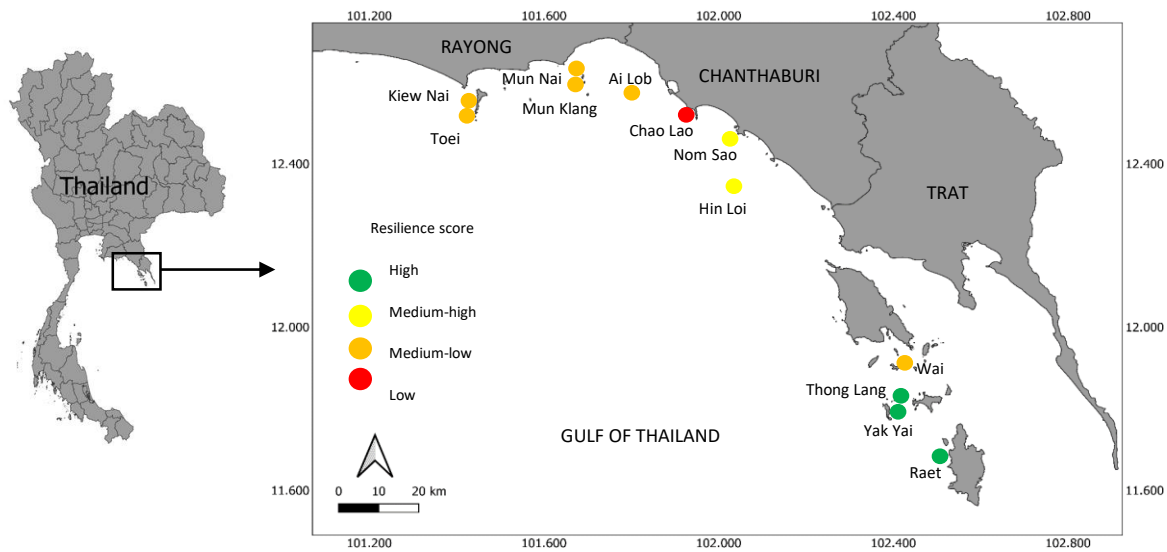 101.200 101.600 102.000 102.400 102.800
RAYONG
CHANTHABURI
Mun Nai
Ai Lob
Kiew Nai
Mun Klang
Toei
Chao Lao
Nom Sao
12.400
12.400
Thailand
TRAT
Hin Loi
Resilience score
High
Medium-high
12.000
12.000
Medium-low
Wai
Low
Thong Lang
Yak Yai
GULF OF THAILAND
Raet
11.600
11.600
0 10 20 km
101.200 101.600 102.000 102.400 102.800